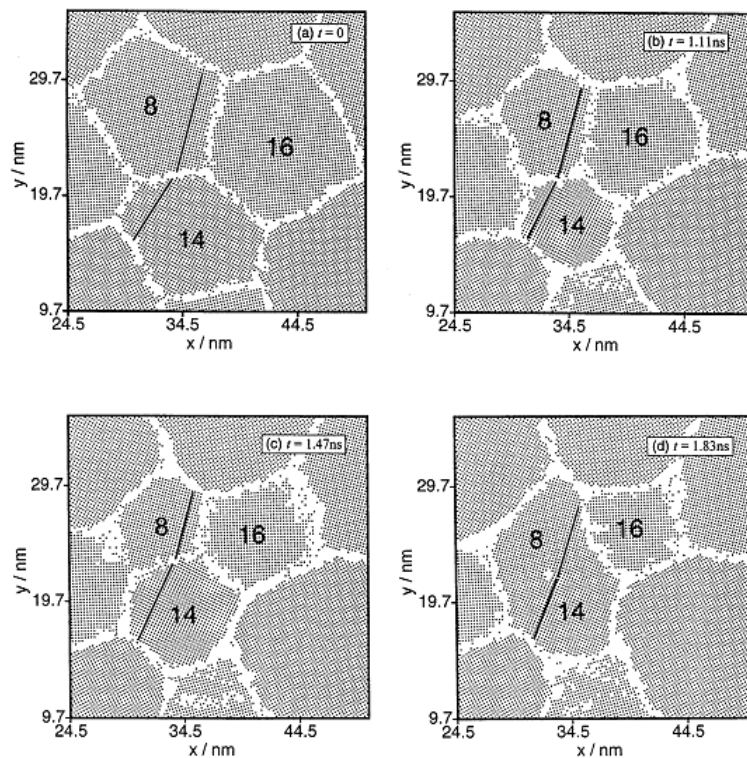 (a) t = 0
29.7
8
16
y / nm
19.7
14
9.7
24.5 34.5 44.5
x / nm
(b) t = 1.11ns
29.7
8
16
y / nm
19.7
14
9.7
24.5 34.5 44.5
x / nm
(c) t = 1.47ns
29.7
8
16
y / nm
19.7
14
9.7
24.5 34.5 44.5
x / nm
(d) t = 1.83ns
29.7
16
8
y / nm
19.7
14
9.7
24.5 34.5 44.5
x / nm